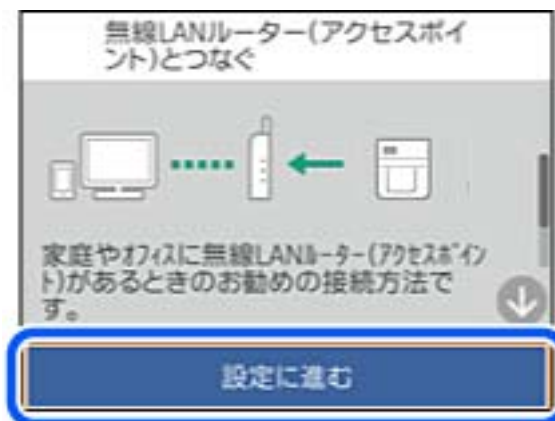 無線LANルーター(アクセスポイ
ント)とつなぐ
家庭やオフィスに無線LANルーター(アクセスポイン
ト)があるときのお勧めの接続方法で
す。
設定に進む